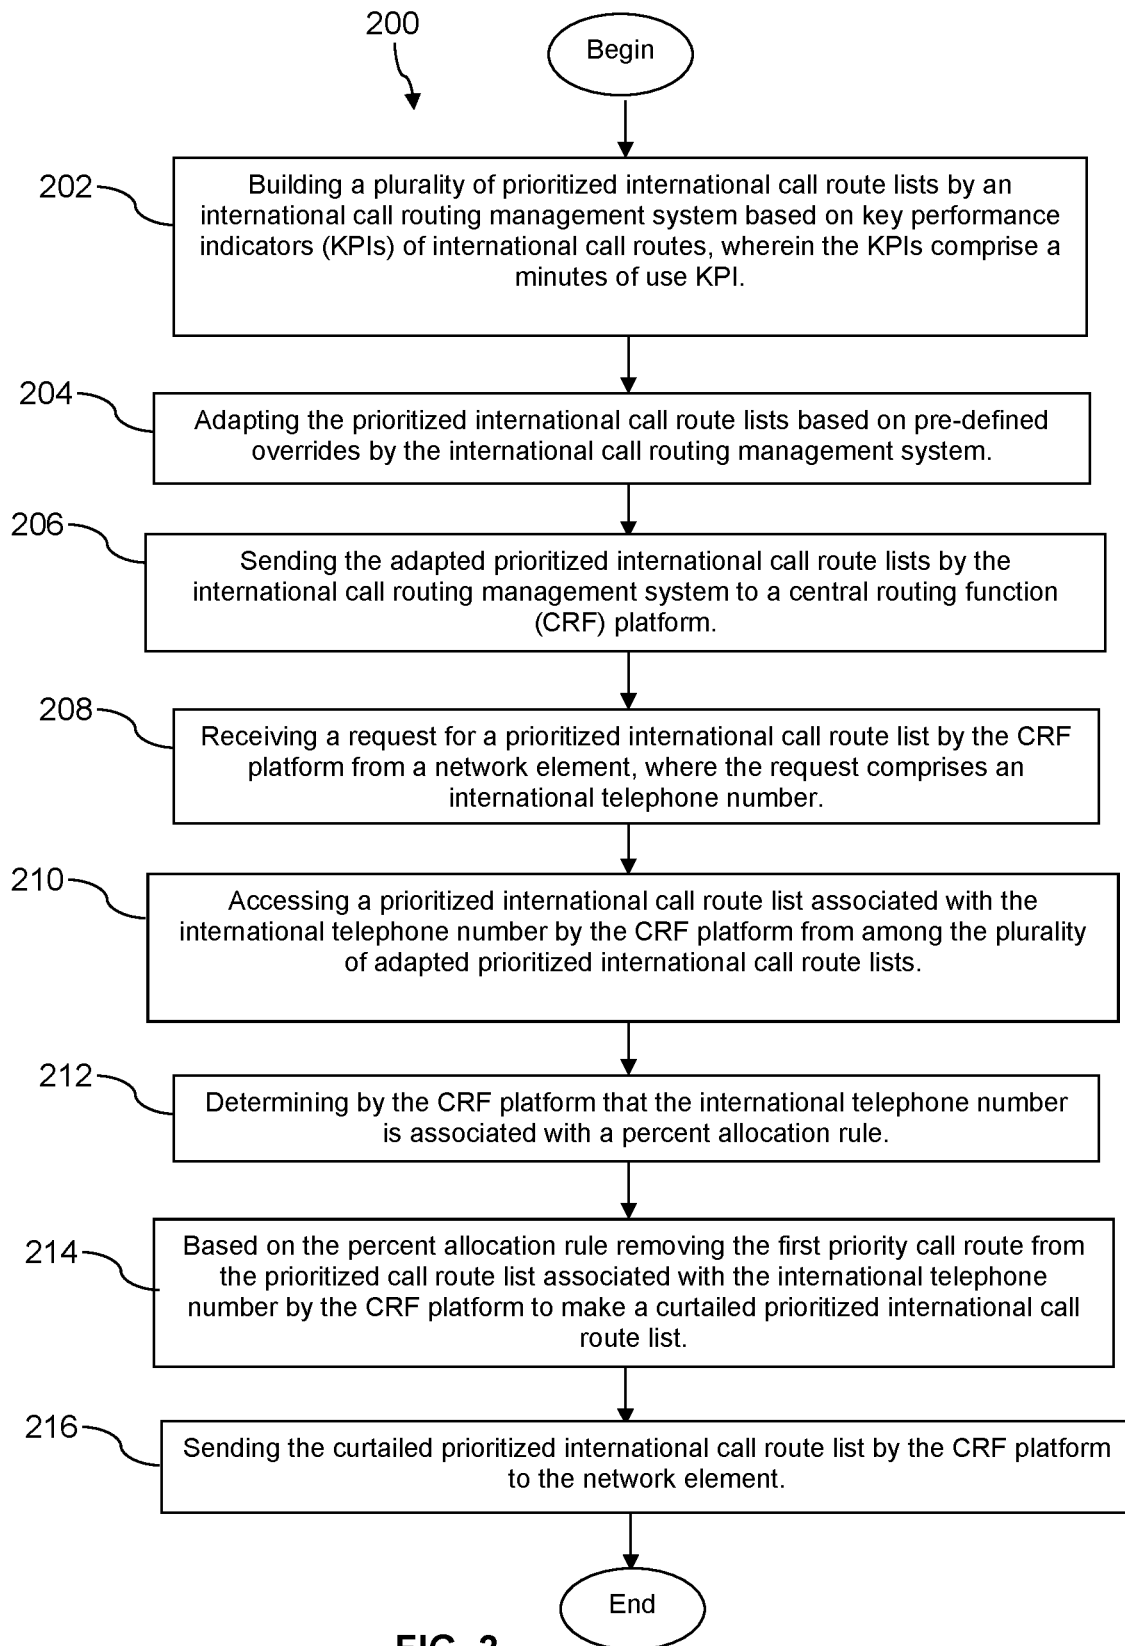 200
Begin
202
Building a plurality of prioritized international call route lists by an
international call routing management system based on key performance
indicators (KPIs) of international call routes, wherein the KPIs comprise a
minutes of use KPI.
204
Adapting the prioritized international call route lists based on pre-defined
overrides by the international call routing management system.
206
Sending the adapted prioritized international call route lists by the
international call routing management system to a central routing function
(CRF) platform.
208
Receiving a request for a prioritized international call route list by the CRF
platform from a network element, where the request comprises an
international telephone number.
210
Accessing a prioritized international call route list associated with the
international telephone number by the CRF platform from among the plurality
of adapted prioritized international call route lists.
212
Determining by the CRF platform that the international telephone number
is associated with a percent allocation rule.
214
Based on the percent allocation rule removing the first priority call route from
the prioritized call route list associated with the international telephone
number by the CRF platform to make a curtailed prioritized international call
route list.
216
Sending the curtailed prioritized international call route list by the CRF platform
to the network element.
End
FIG. 2